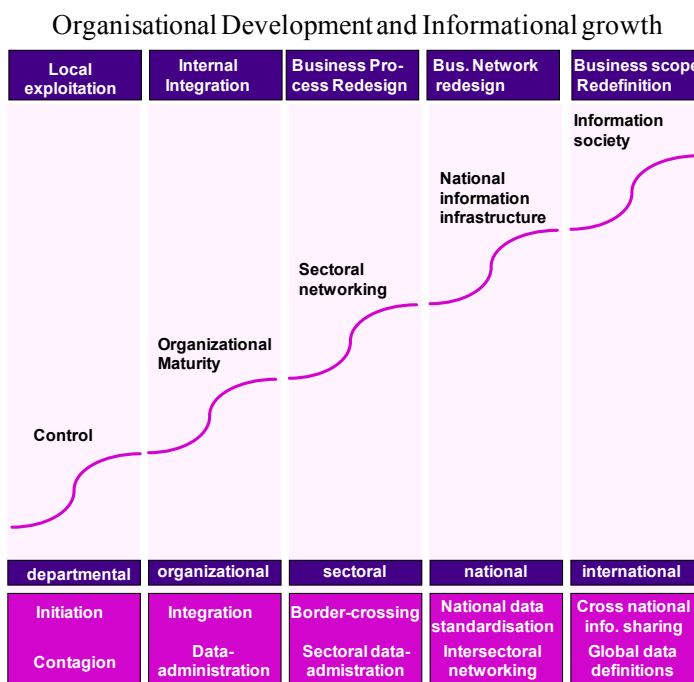 Organisational Development and Informational growth
Local
exploitation
Internal
Integration
Business Pro-
cess Redesign
Bus. Network
redesign
Business scope
Redefinition
Information
society
National
information
infrastructure
Sectoral
networking
Organizational
Maturity
Control
departmental
organizational
sectoral
national
international
Initiation
Contagion
Integration
Data-
administration
Border-crossing
Sectoral data-
admistration
National data
standardisation
Intersectoral
networking
Cross national
info. sharing
Global data
definitions